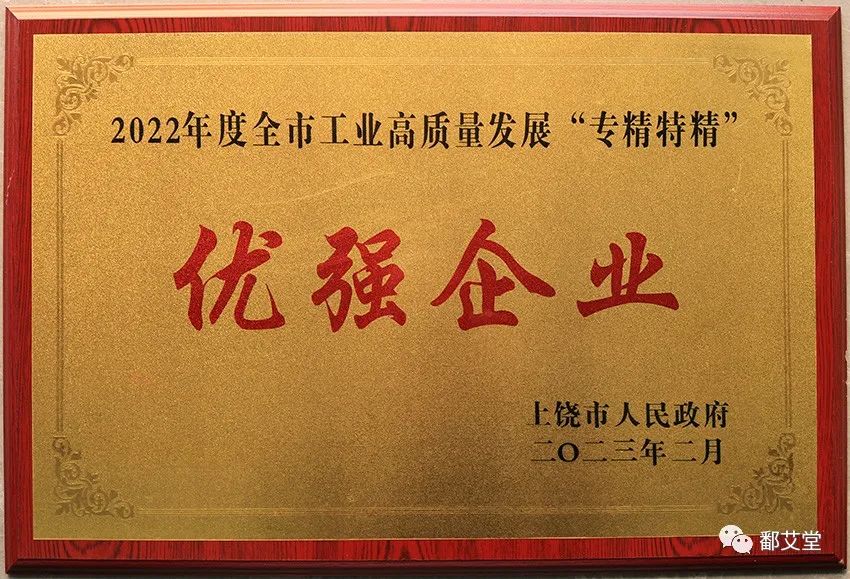 2022年度全市工业高质量发展“专精特精”
优强企业
上饶市人民政府
二〇二三年二月
鄱艾堂